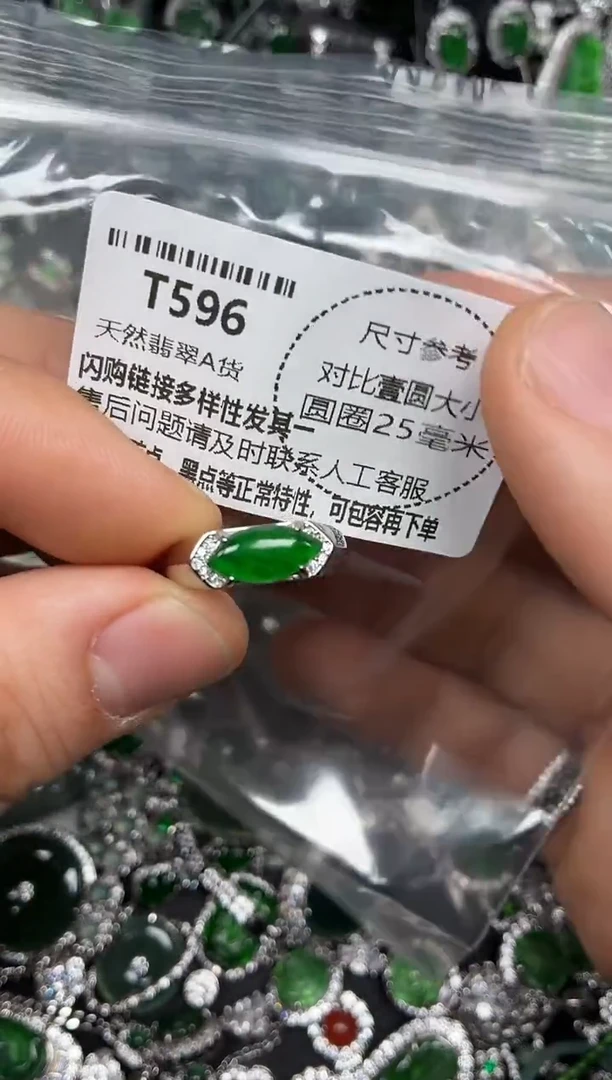 T596
天然翡翠A货
闪购链接多样性发其一
售后问题请及时联系人工客服
点、黑点等正常特性，可包容再下单
尺寸参考
对比壹圆大小
圆圈25毫米